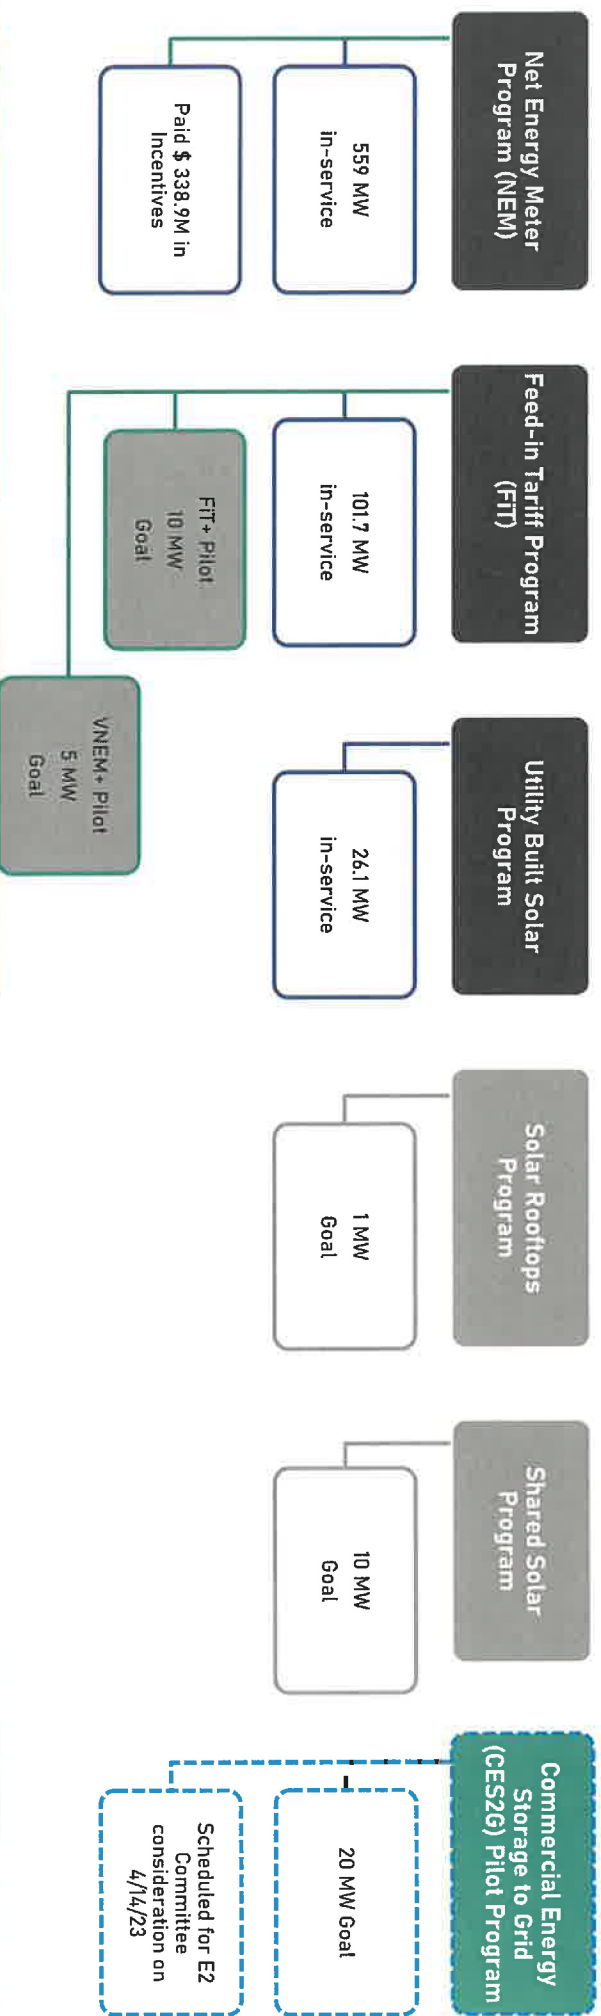 Net Energy Meter
Program (NEM)
559 MW
in-service
Paid $ 338.9M in
Incentives
Feed-in Tariff Program
(FiT)
101.7 MW
in-service
FiT+ Pilot
10 MW
Goal
VNEM+ Pilot
5 MW
Goal
Utility Built Solar
Program
26.1 MW
in-service
Solar Rooftops
Program
1 MW
Goal
Shared Solar
Program
10 MW
Goal
Commercial Energy
Storage to Grid
(CES2G) Pilot Program
20 MW Goal
Scheduled for E2
Committee
consideration on
4/14/23